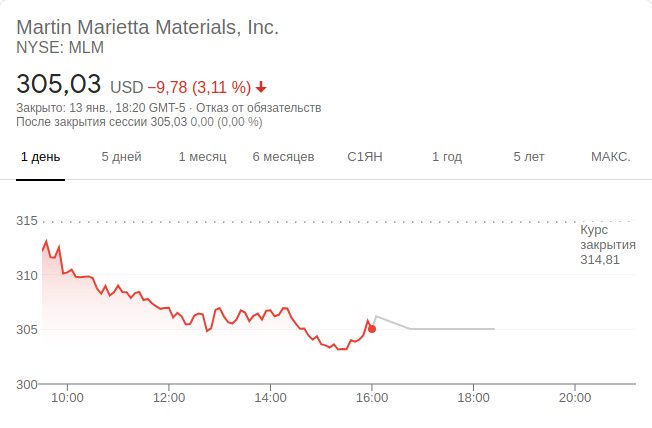 Martin Marietta Materials, Inc.
NYSE: MLM
305,03 USD −9,78 (3,11 %)
Закрыто: 13 янв., 18:20 GMT-5 · Отказ от обязательств
После закрытия сессии 305,03 0,00 (0,00 %)
1 день 5 дней 1 месяц 6 месяцев С1ЯН 1 год 5 лет МАКС.
315
Курс
закрытия
314,81
310
305
300
10:00 12:00 14:00 16:00 18:00 20:00